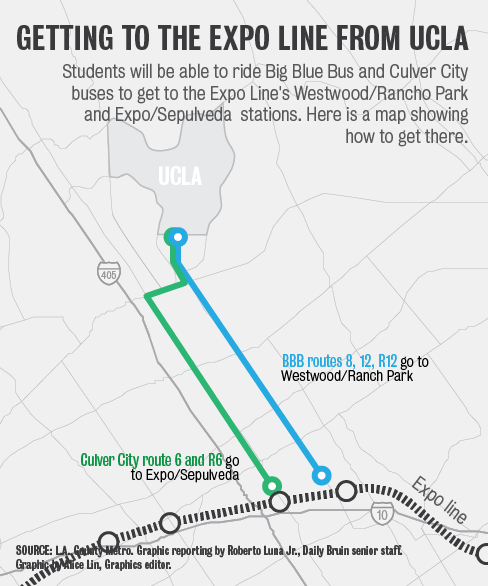 GETTING TO THE EXPO LINE FROM UCLA
Students will be able to ride Big Blue Bus and Culver City
buses to get to the Expo Line's Westwood/Rancho Park
and Expo/Sepulveda stations. Here is a map showing
how to get there.
UCLA
405
BBB routes 8, 12, R12 go to
Westwood/Ranch Park
Culver City route 6 and R6 go
to Expo/Sepulveda
Expo line
10
SOURCE: L.A. County Metro. Graphic reporting by Roberto Luna Jr., Daily Bruin senior staff.
Graphic by Alice Lin, Graphics editor.